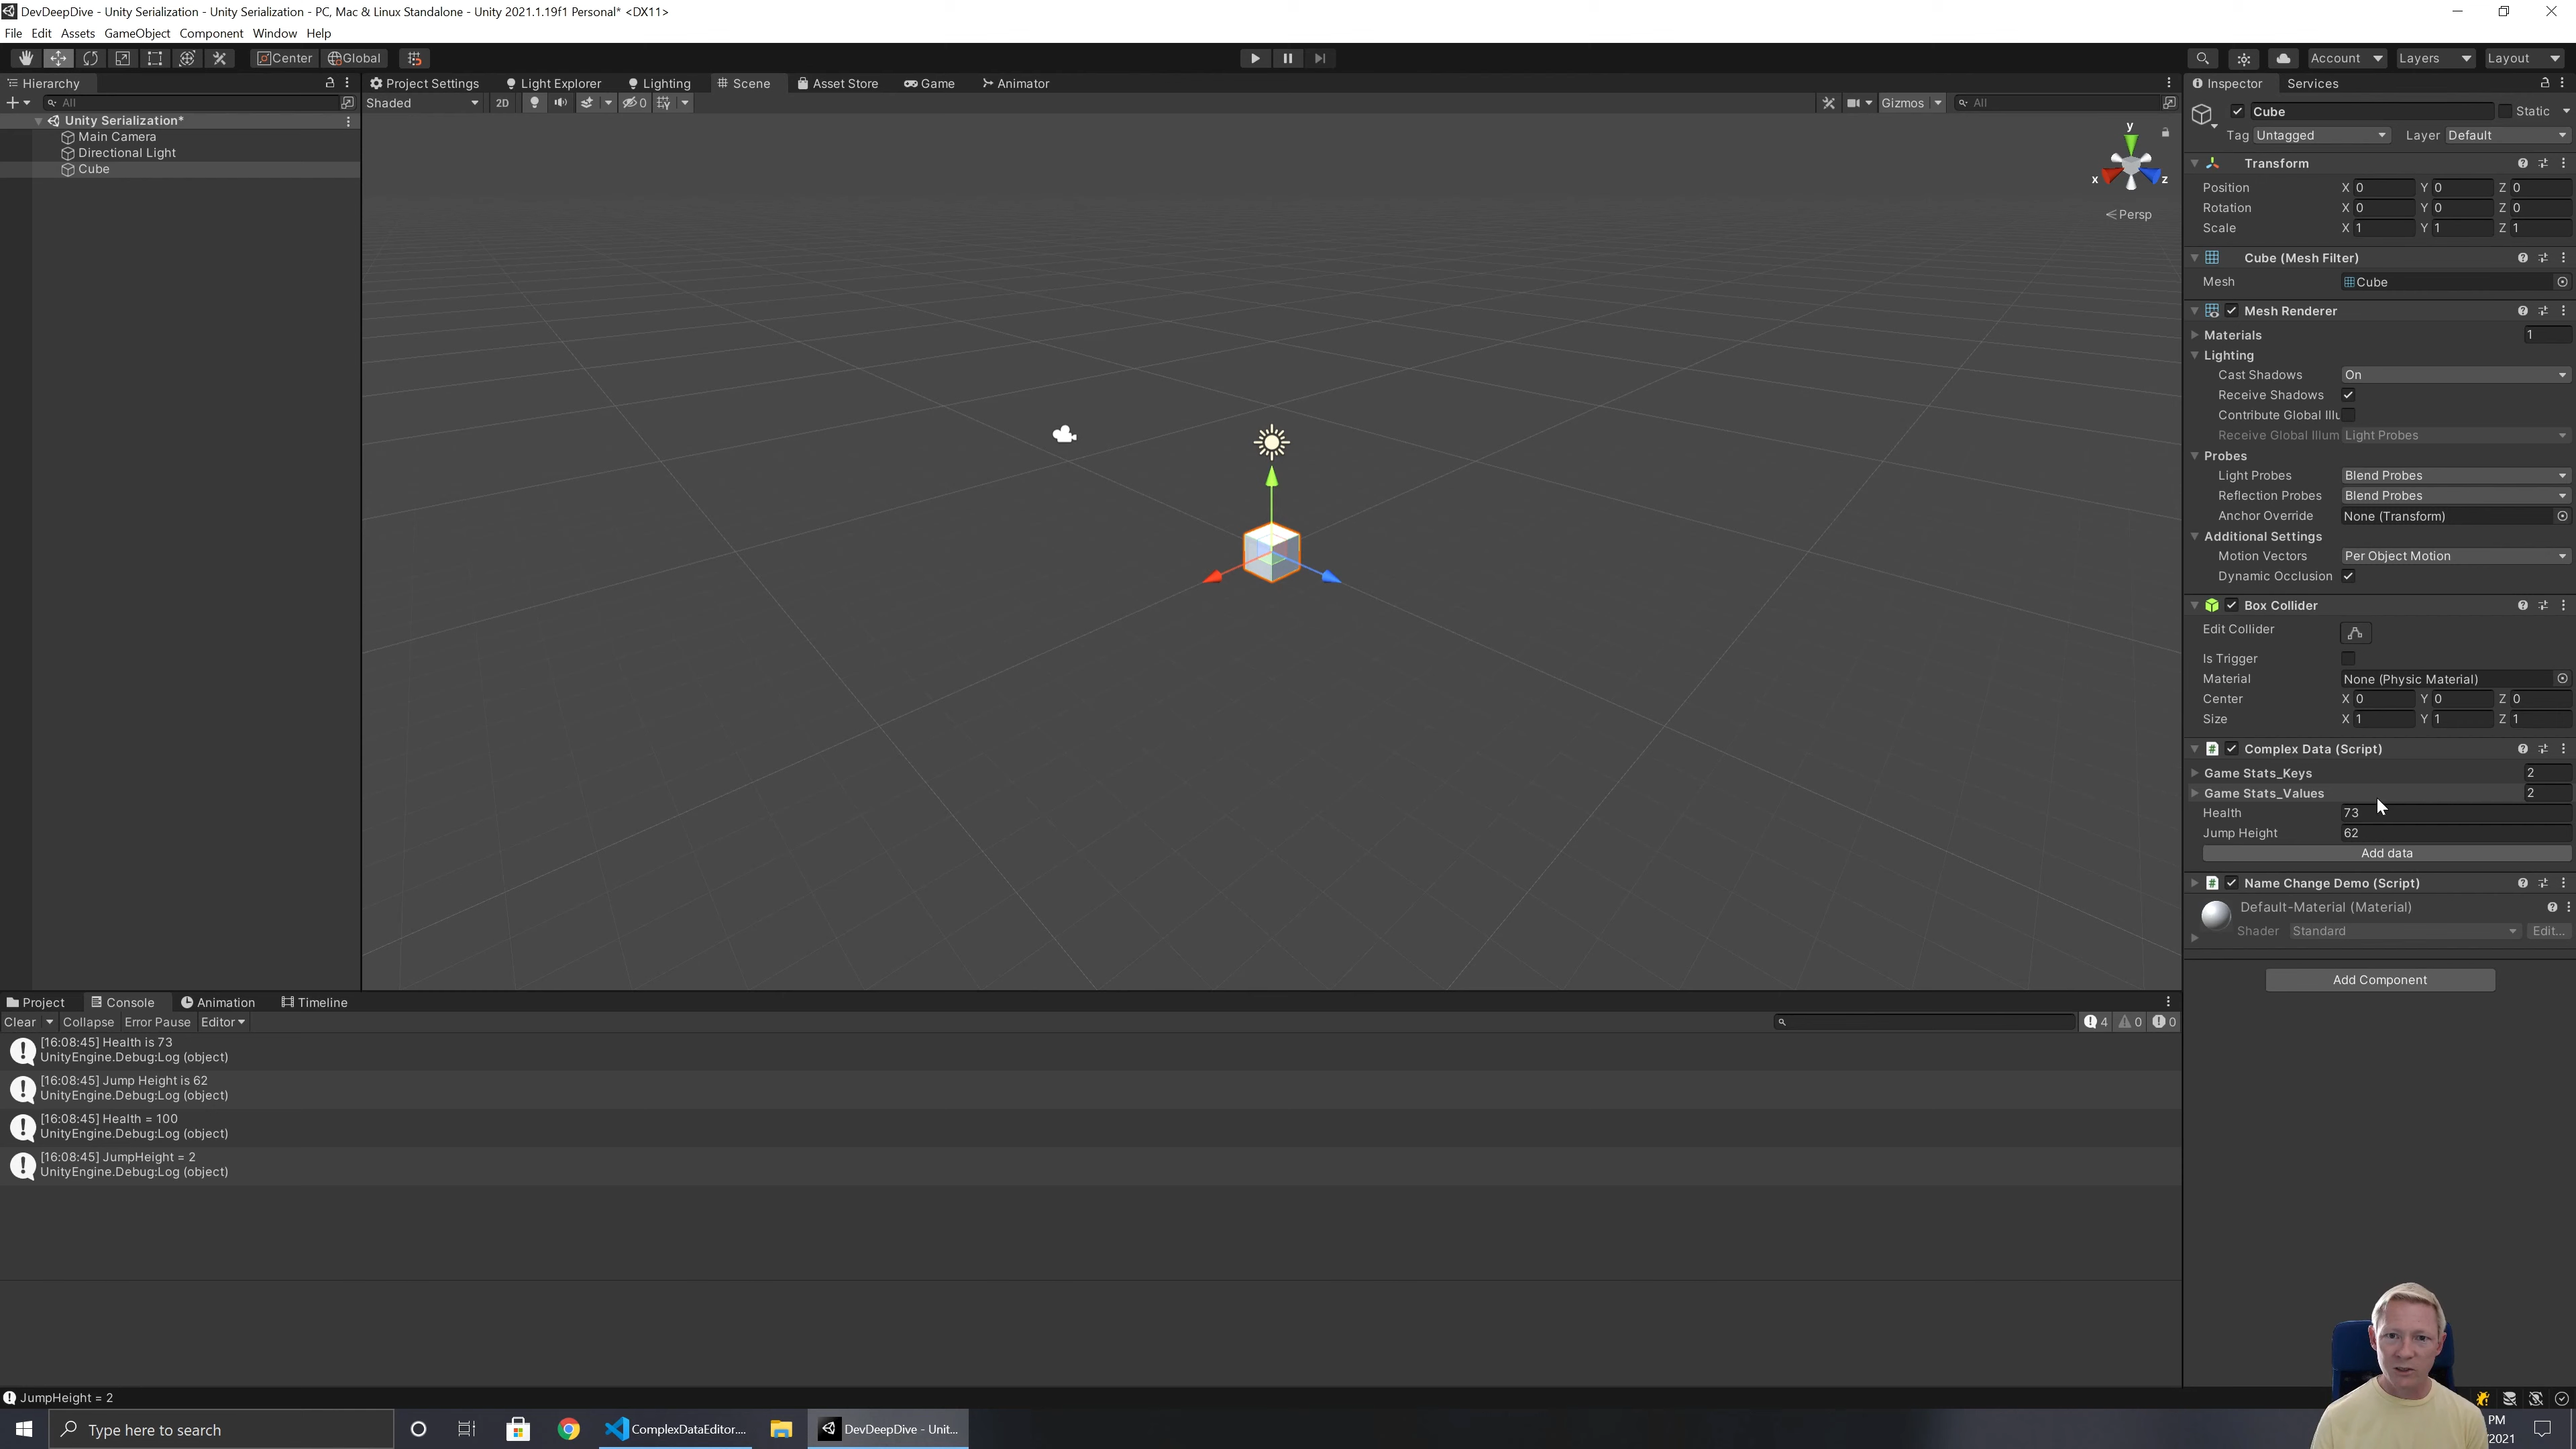 DevDeepDive - Unity Serialization - Unity Serialization - PC, Mac & Linux Standalone - Unity 2021.1.19f1 Personal* <DX11>
File Edit Assets GameObject Component Window Help
Center Global Account Layers Layout
Hierarchy
All
Unity Serialization*
Main Camera
Directional Light
Cube
Project Settings Light Explorer Lighting Scene Asset Store Game Animator
Shaded 2D 0 Gizmos All
y
x z
Persp
Inspector Services
Cube Static
Tag Untagged Layer Default
Transform
Position X 0 Y 0 Z 0
Rotation X 0 Y 0 Z 0
Scale X 1 Y 1 Z 1
Cube (Mesh Filter)
Mesh Cube
Mesh Renderer
Materials 1
Lighting
Cast Shadows On
Receive Shadows
Contribute Global Illu
Receive Global Illum Light Probes
Probes
Light Probes Blend Probes
Reflection Probes Blend Probes
Anchor Override None (Transform)
Additional Settings
Motion Vectors Per Object Motion
Dynamic Occlusion
Box Collider
Edit Collider
Is Trigger
Material None (Physic Material)
Center X 0 Y 0 Z 0
Size X 1 Y 1 Z 1
Complex Data (Script)
Game Stats_Keys 2
Game Stats_Values 2
Health 73
Jump Height 62
Add data
Name Change Demo (Script)
Default-Material (Material)
Shader Standard Edit...
Add Component
Project Console Animation Timeline
Clear Collapse Error Pause Editor 4 0 0
[16:08:45] Health is 73
UnityEngine.Debug:Log (object)
[16:08:45] Jump Height is 62
UnityEngine.Debug:Log (object)
[16:08:45] Health = 100
UnityEngine.Debug:Log (object)
[16:08:45] JumpHeight = 2
UnityEngine.Debug:Log (object)
JumpHeight = 2
Type here to search
ComplexDataEditor....
DevDeepDive - Unit...
PM
2021